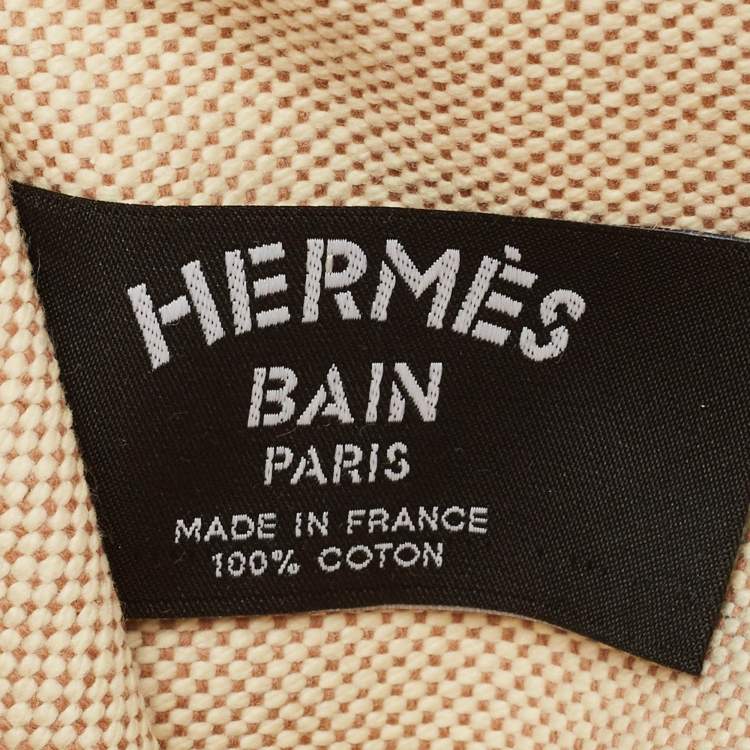 HERMÈS
BAIN
PARIS
MADE IN FRANCE
100% COTON